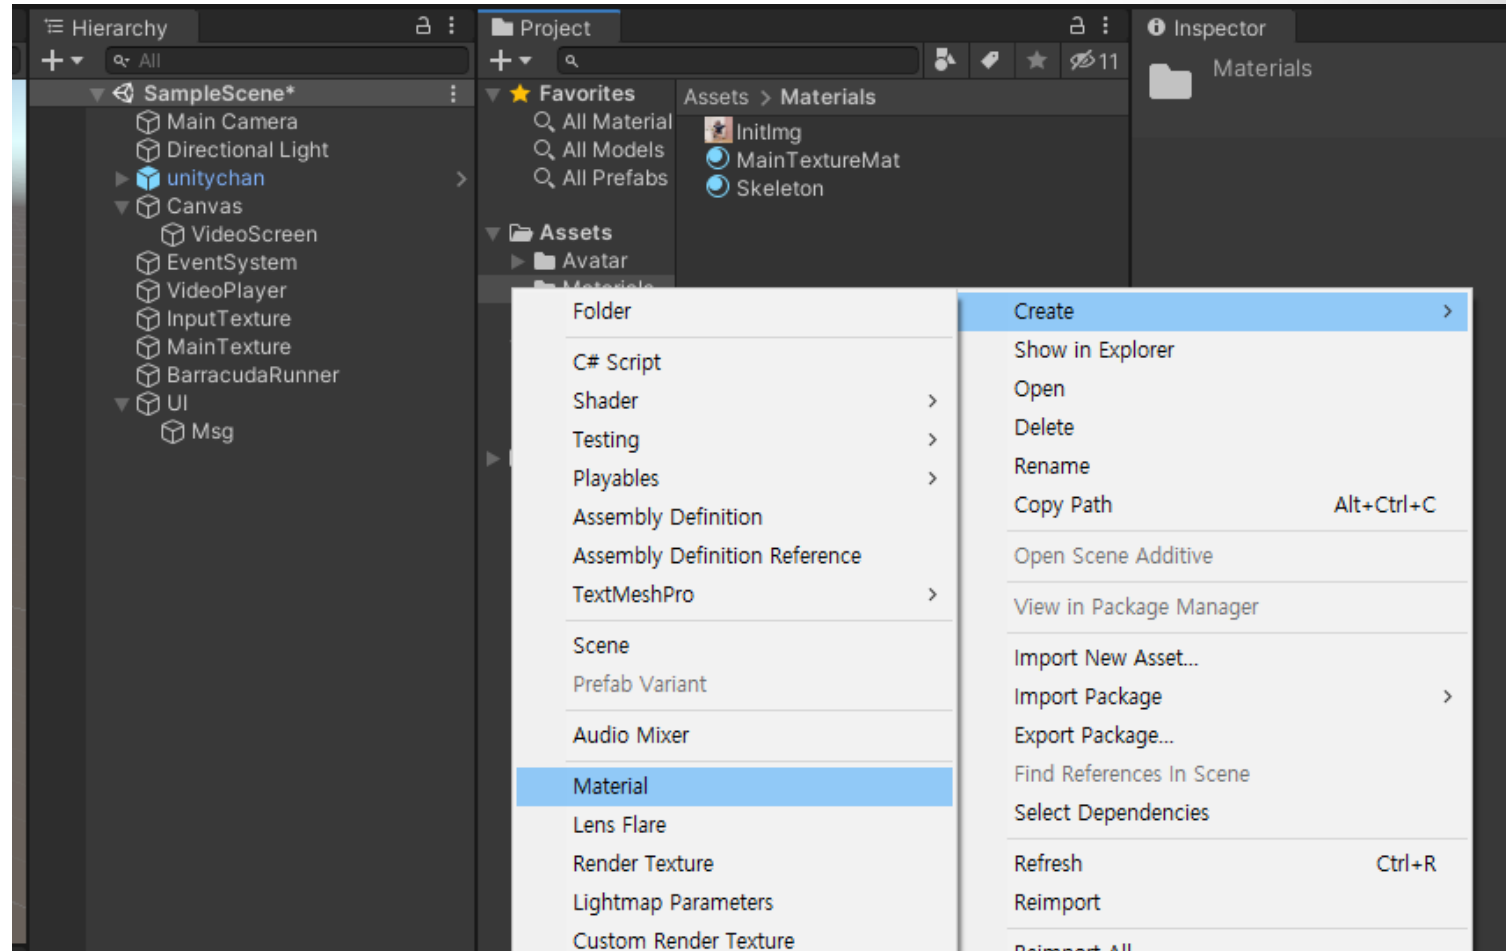 Hierarchy
All
SampleScene*
Main Camera
Directional Light
unitychan
Canvas
VideoScreen
EventSystem
VideoPlayer
InputTexture
MainTexture
BarracudaRunner
UI
Msg
Project
11
Favorites
All Material
All Models
All Prefabs
Assets
Avatar
Materials
Assets > Materials
InitImg
MainTextureMat
Skeleton
Inspector
Materials
Folder
C# Script
Shader
Testing
Playables
Assembly Definition
Assembly Definition Reference
TextMeshPro
Scene
Prefab Variant
Audio Mixer
Material
Lens Flare
Render Texture
Lightmap Parameters
Custom Render Texture
Create
Show in Explorer
Open
Delete
Rename
Copy Path Alt+Ctrl+C
Open Scene Additive
View in Package Manager
Import New Asset...
Import Package
Export Package...
Find References In Scene
Select Dependencies
Refresh Ctrl+R
Reimport
Reimport All